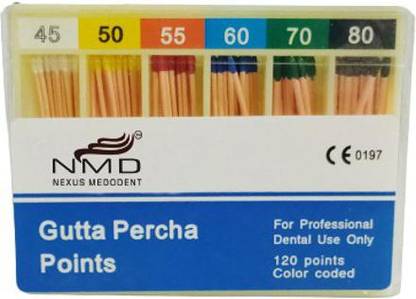 45 50 55 60 70 80
NMD
NEXUS MEDODENT
CE 0197
Gutta Percha
Points
For Professional
Dental Use Only
120 points
Color coded